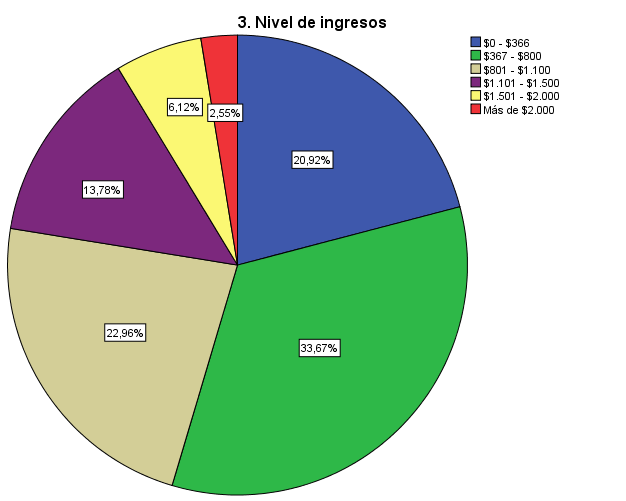 3. Nivel de ingresos
$0 - $366
$367 - $800
$801 - $1.100
$1.101 - $1.500
$1.501 - $2.000
Más de $2.000
6,12%
2,55%
20,92%
13,78%
22,96%
33,67%